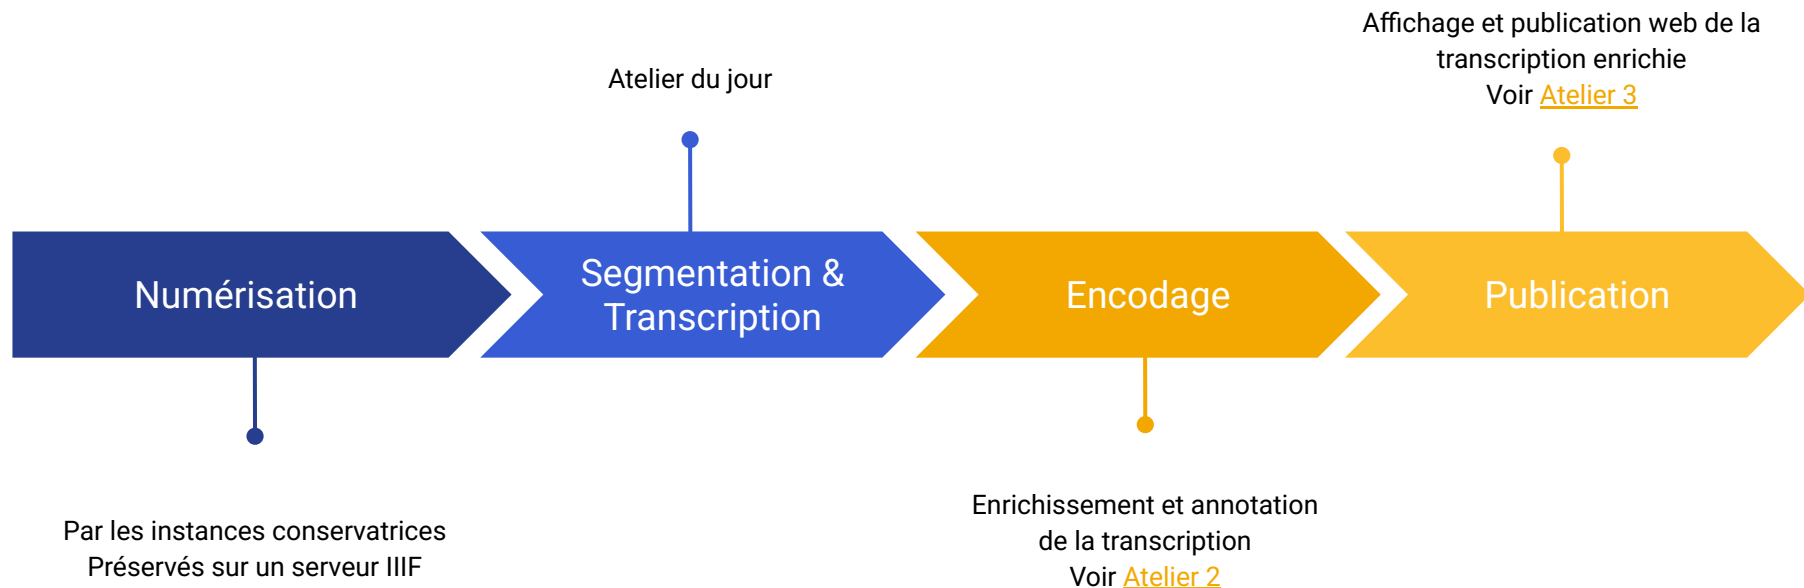 Affichage et publication web de la
transcription enrichie
Voir Atelier 3
Atelier du jour
Numérisation
Segmentation &
Transcription
Encodage
Publication
Par les instances conservatrices
Préservés sur un serveur IIIF
Enrichissement et annotation
de la transcription
Voir Atelier 2